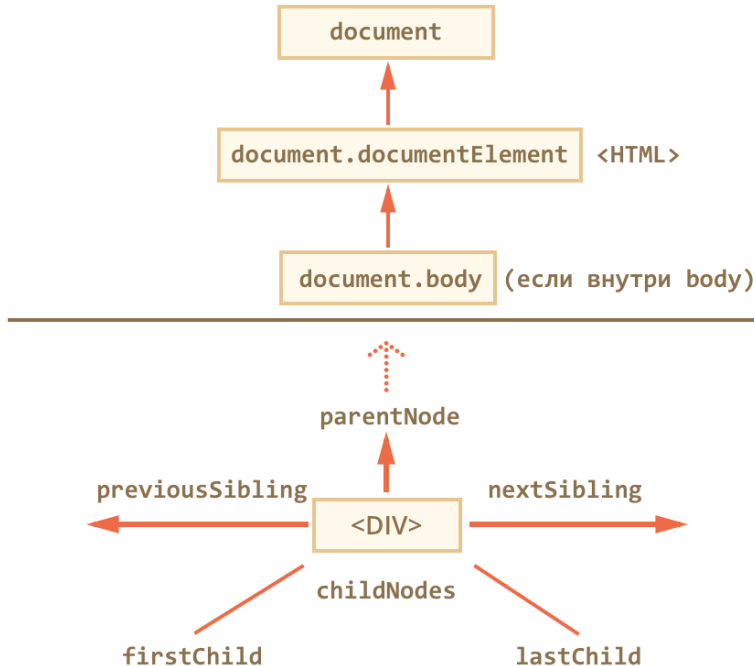 document
document.documentElement <HTML>
document.body (если внутри body)
parentNode
previousSibling nextSibling
<DIV>
childNodes
firstChild lastChild